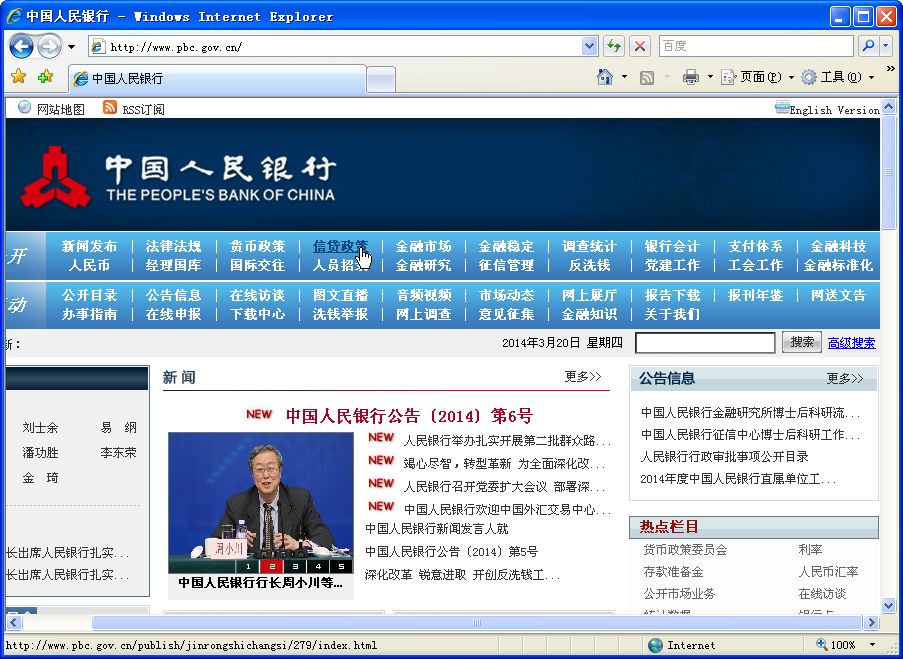 中国人民银行 - Windows Internet Explorer
http://www.pbc.gov.cn/
百度
中国人民银行
页面(P)
工具(O)
网站地图
RSS订阅
English Version
中国人民银行
THE PEOPLE'S BANK OF CHINA
开 新闻发布 法律法规 货币政策 信贷政策 金融市场 金融稳定 调查统计 银行会计 支付体系 金融科技
人民币 经理国库 国际交往 人员招 金融研究 征信管理 反洗钱 党建工作 工会工作 金融标准化
动 公开目录 公告信息 在线访谈 图文直播 音频视频 市场动态 网上展厅 报告下载 报刊年鉴 网送文告
办事指南 在线申报 下载中心 洗钱举报 网上调查 意见征集 金融知识 关于我们
新：
2014年3月20日 星期四
搜索
高级搜索
刘士余 易 纲
潘功胜 李东荣
金 琦
长出席人民银行扎实...
长出席人民银行扎实...
新 闻
更多>>
NEW 中国人民银行公告〔2014〕第6号
周小川
1 2 3 4 5
中国人民银行行长周小川等...
NEW 人民银行举办扎实开展第二批群众路...
NEW 竭心尽智，转型革新 为全面深化改...
NEW 人民银行召开党委扩大会议 部署深...
NEW 中国人民银行欢迎中国外汇交易中心...
中国人民银行新闻发言人就
中国人民银行公告〔2014〕第5号
深化改革 锐意进取 开创反洗钱工...
公告信息
更多>>
中国人民银行金融研究所博士后科研流...
中国人民银行征信中心博士后科研工作...
人民银行行政审批事项公开目录
2014年度中国人民银行直属单位工...
热点栏目
货币政策委员会 利率
存款准备金 人民币汇率
公开市场业务 在线访谈
http://www.pbc.gov.cn/publish/jinrongshichangsi/279/index.html
Internet
100%